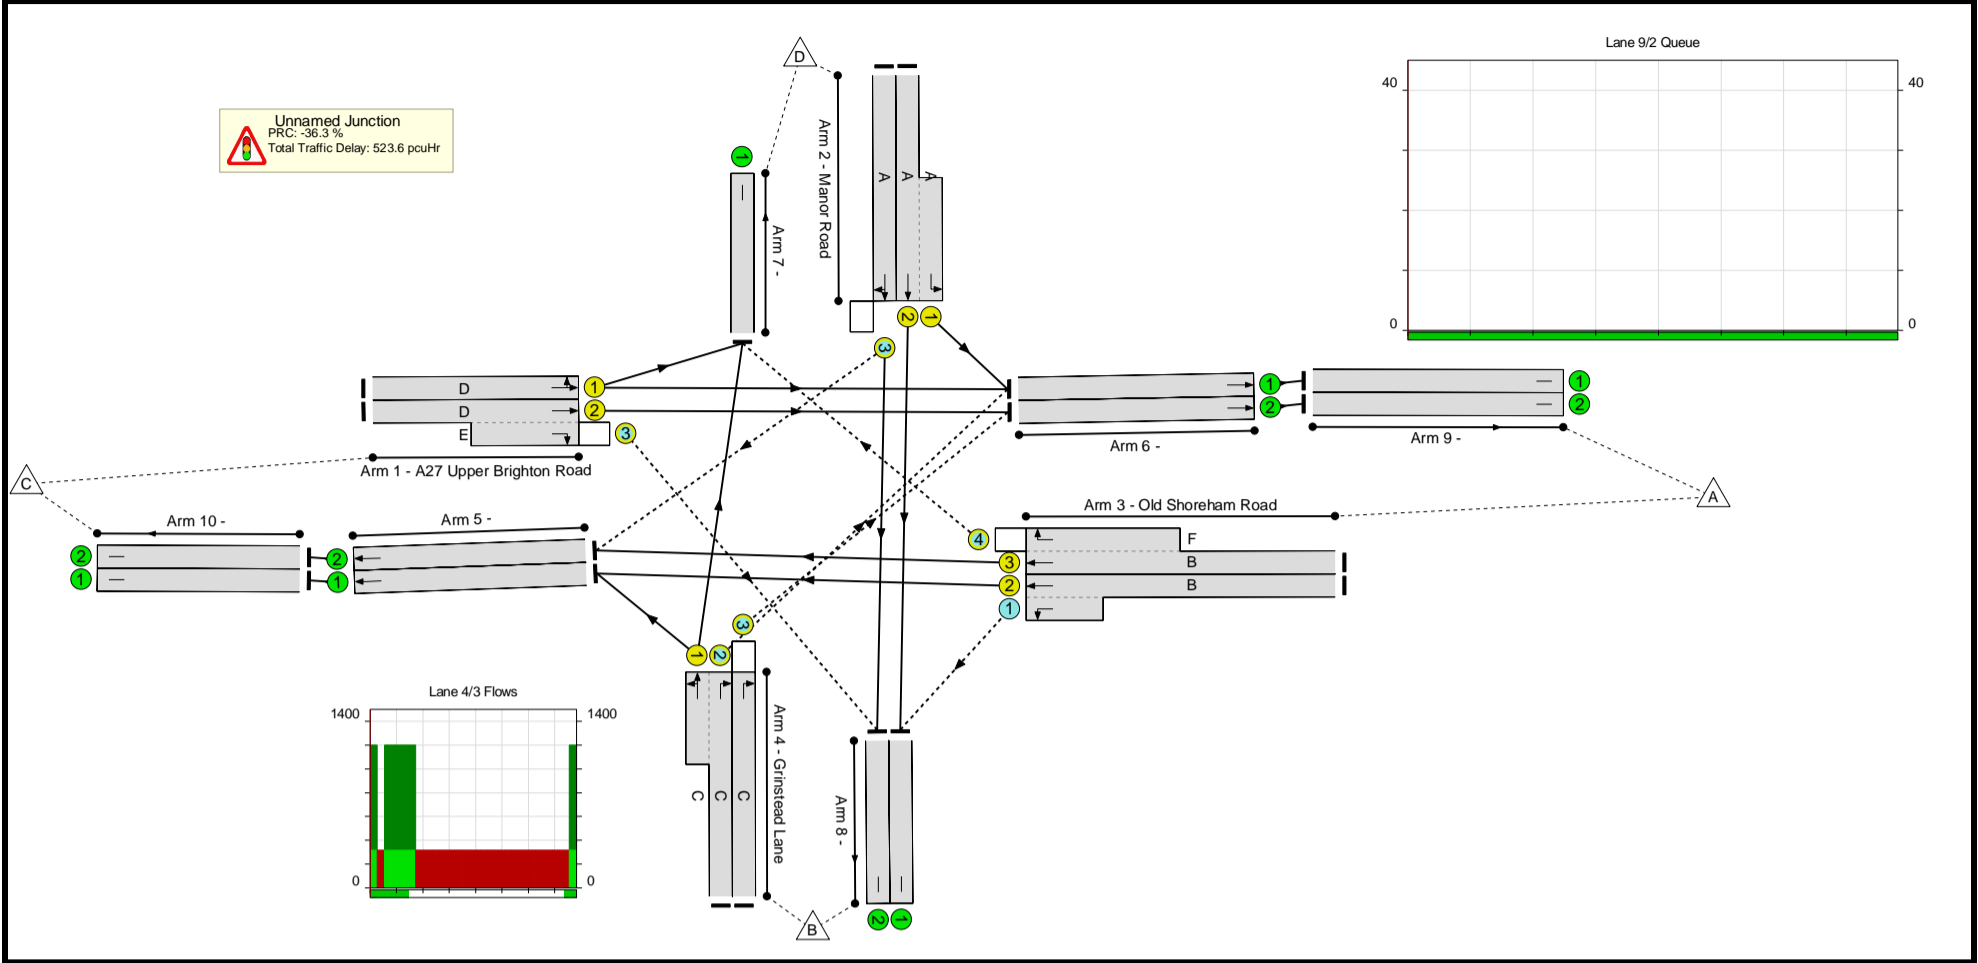 D
Lane 9/2 Queue
40
40
0
0
Unnamed Junction
PRC: -36.3 %
Total Traffic Delay: 523.6 pcuHr
1
Arm 7 -
Arm 2 - Manor Road
A
A
A
2
1
3
D
1
D
2
E
3
Arm 1 - A27 Upper Brighton Road
1
2
Arm 6 -
1
2
Arm 9 -
C
A
Arm 10 -
2
1
Arm 5 -
2
1
Arm 3 - Old Shoreham Road
4
F
3
B
2
B
1
3
1
2
C
C
C
Arm 4 - Grinstead Lane
Arm 8 -
2
1
B
Lane 4/3 Flows
1400
1400
0
0